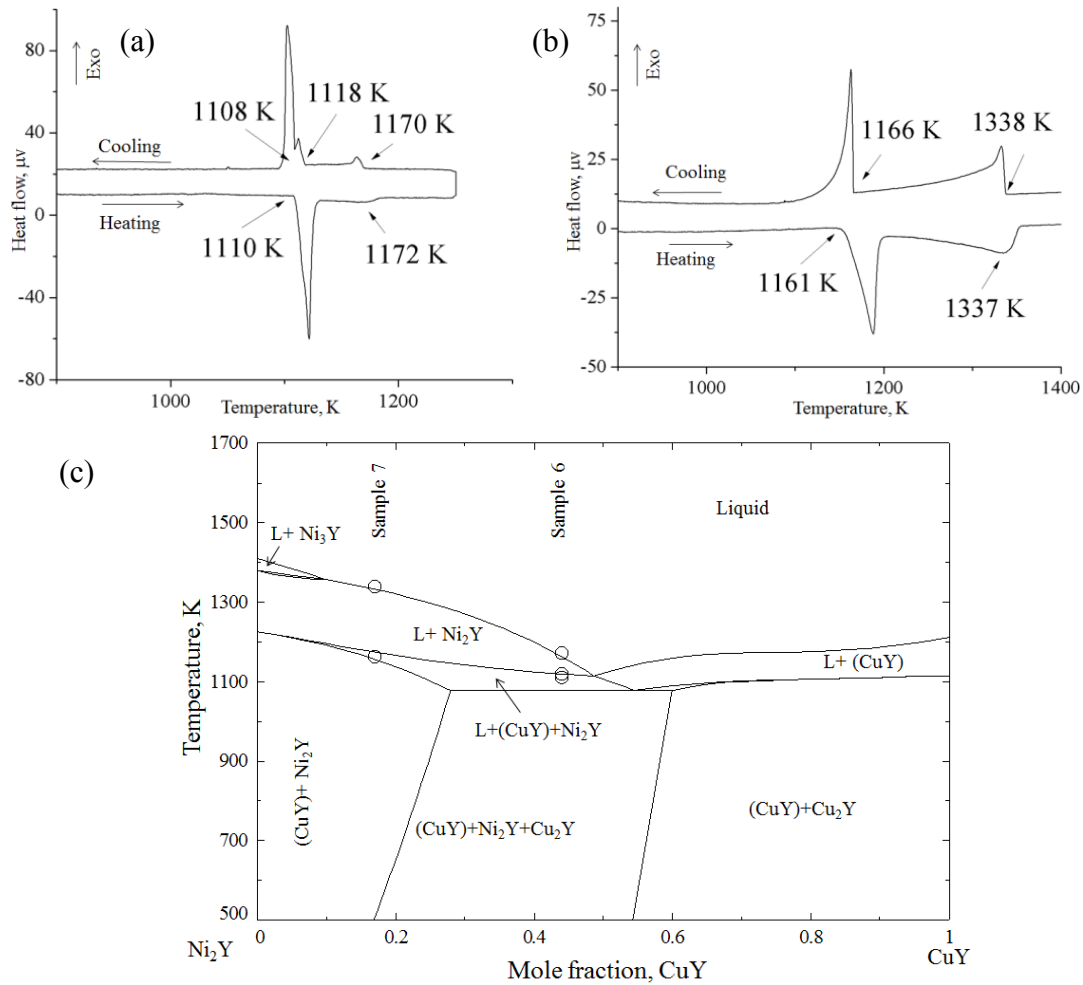 (a)
80
40
0
-40
-80
Heat flow, μv
Exo
1108 K
1118 K
1170 K
Cooling
Heating
1110 K
1172 K
1000
1200
Temperature, K
(b)
75
50
25
0
-25
-50
Heat flow, μv
Exo
1166 K
1338 K
Cooling
Heating
1161 K
1337 K
1000
1200
1400
Temperature, K
(c)
1700
1500
1300
1100
900
700
500
Temperature, K
Sample 7
Sample 6
Liquid
L+ Ni₃Y
L+ Ni₂Y
L+ (CuY)
L+(CuY)+Ni₂Y
(CuY)+ Ni₂Y
(CuY)+Ni₂Y+Cu₂Y
(CuY)+Cu₂Y
0
0.2
0.4
0.6
0.8
1
Ni₂Y
Mole fraction, CuY
CuY